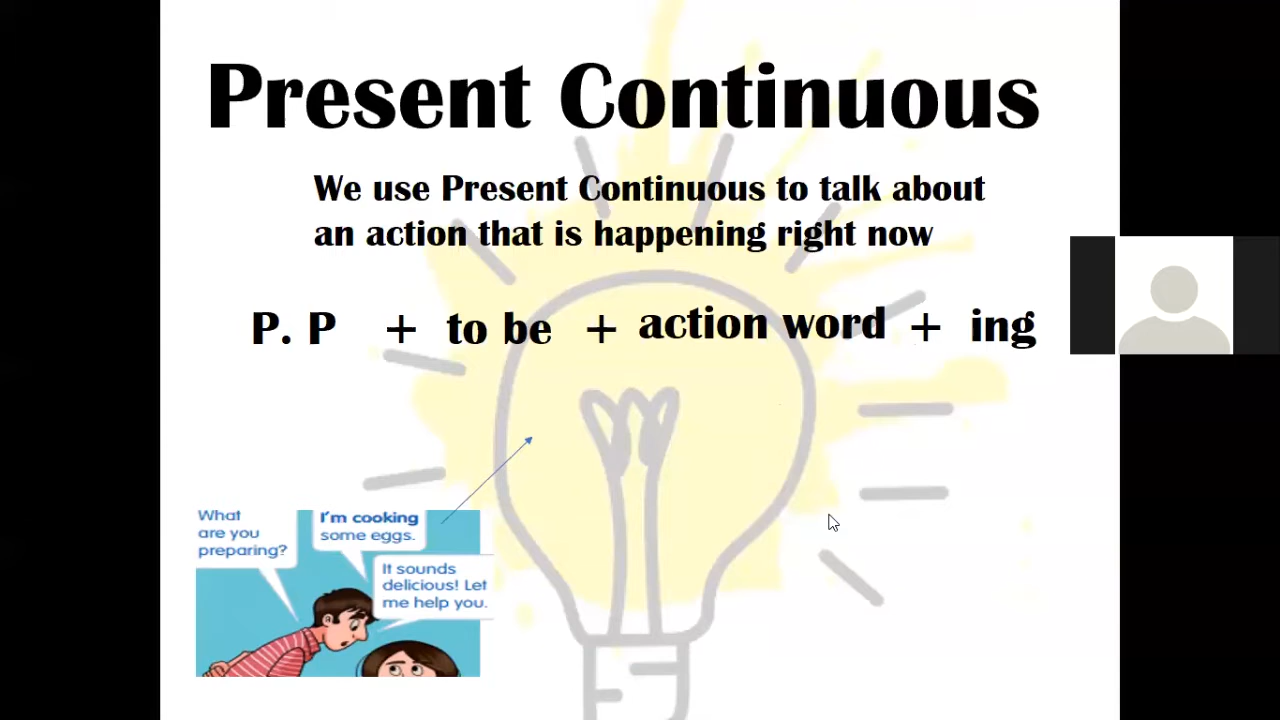 Present Continuous
We use Present Continuous to talk about
an action that is happening right now
P. P + to be + action word + ing
What
are you
preparing?
I'm cooking
some eggs.
It sounds
delicious! Let
me help you.